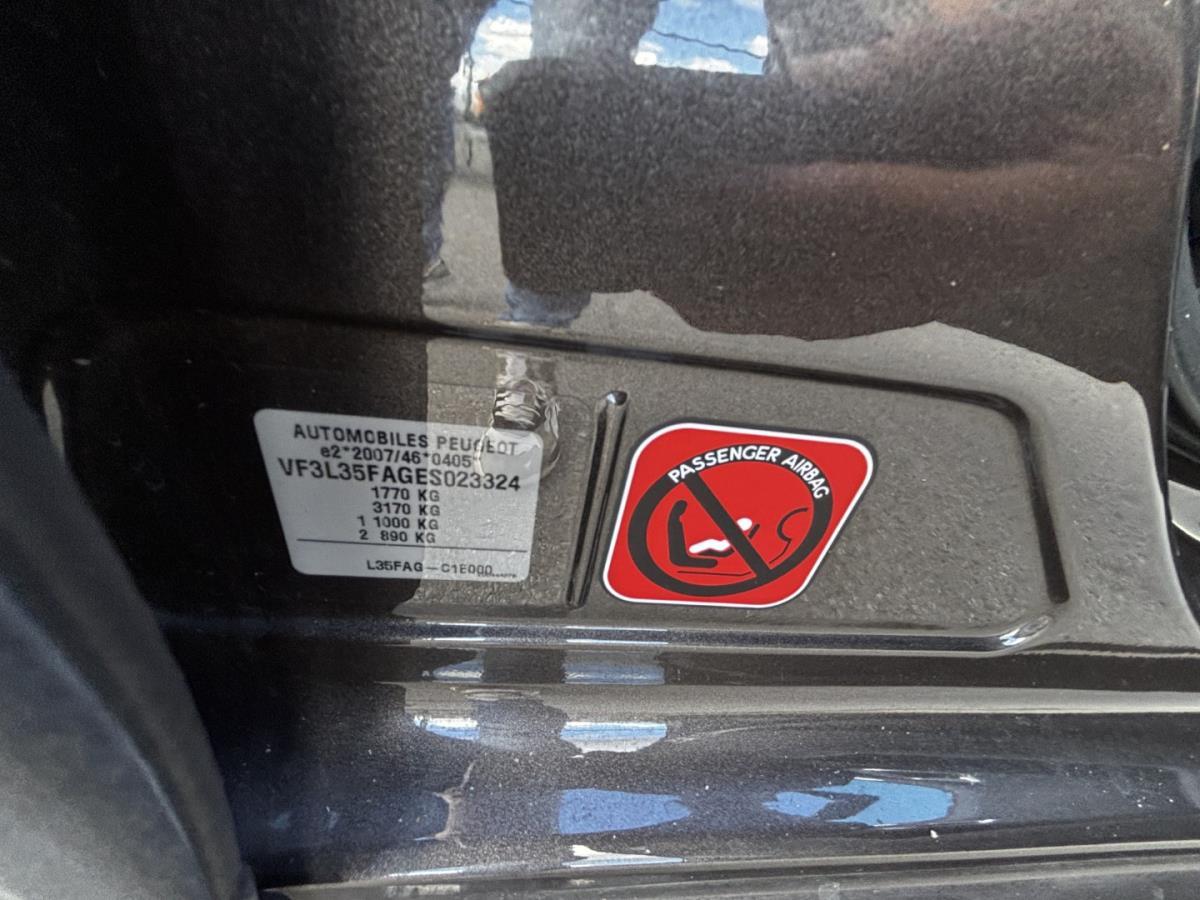 AUTOMOBILES PEUGEOT
e2*2007/46*0405*
VF3L35FAGES023324
1770 KG
3170 KG
1 1000 KG
2 890 KG
L35FAG-C1E000
PASSENGER AIRBAG